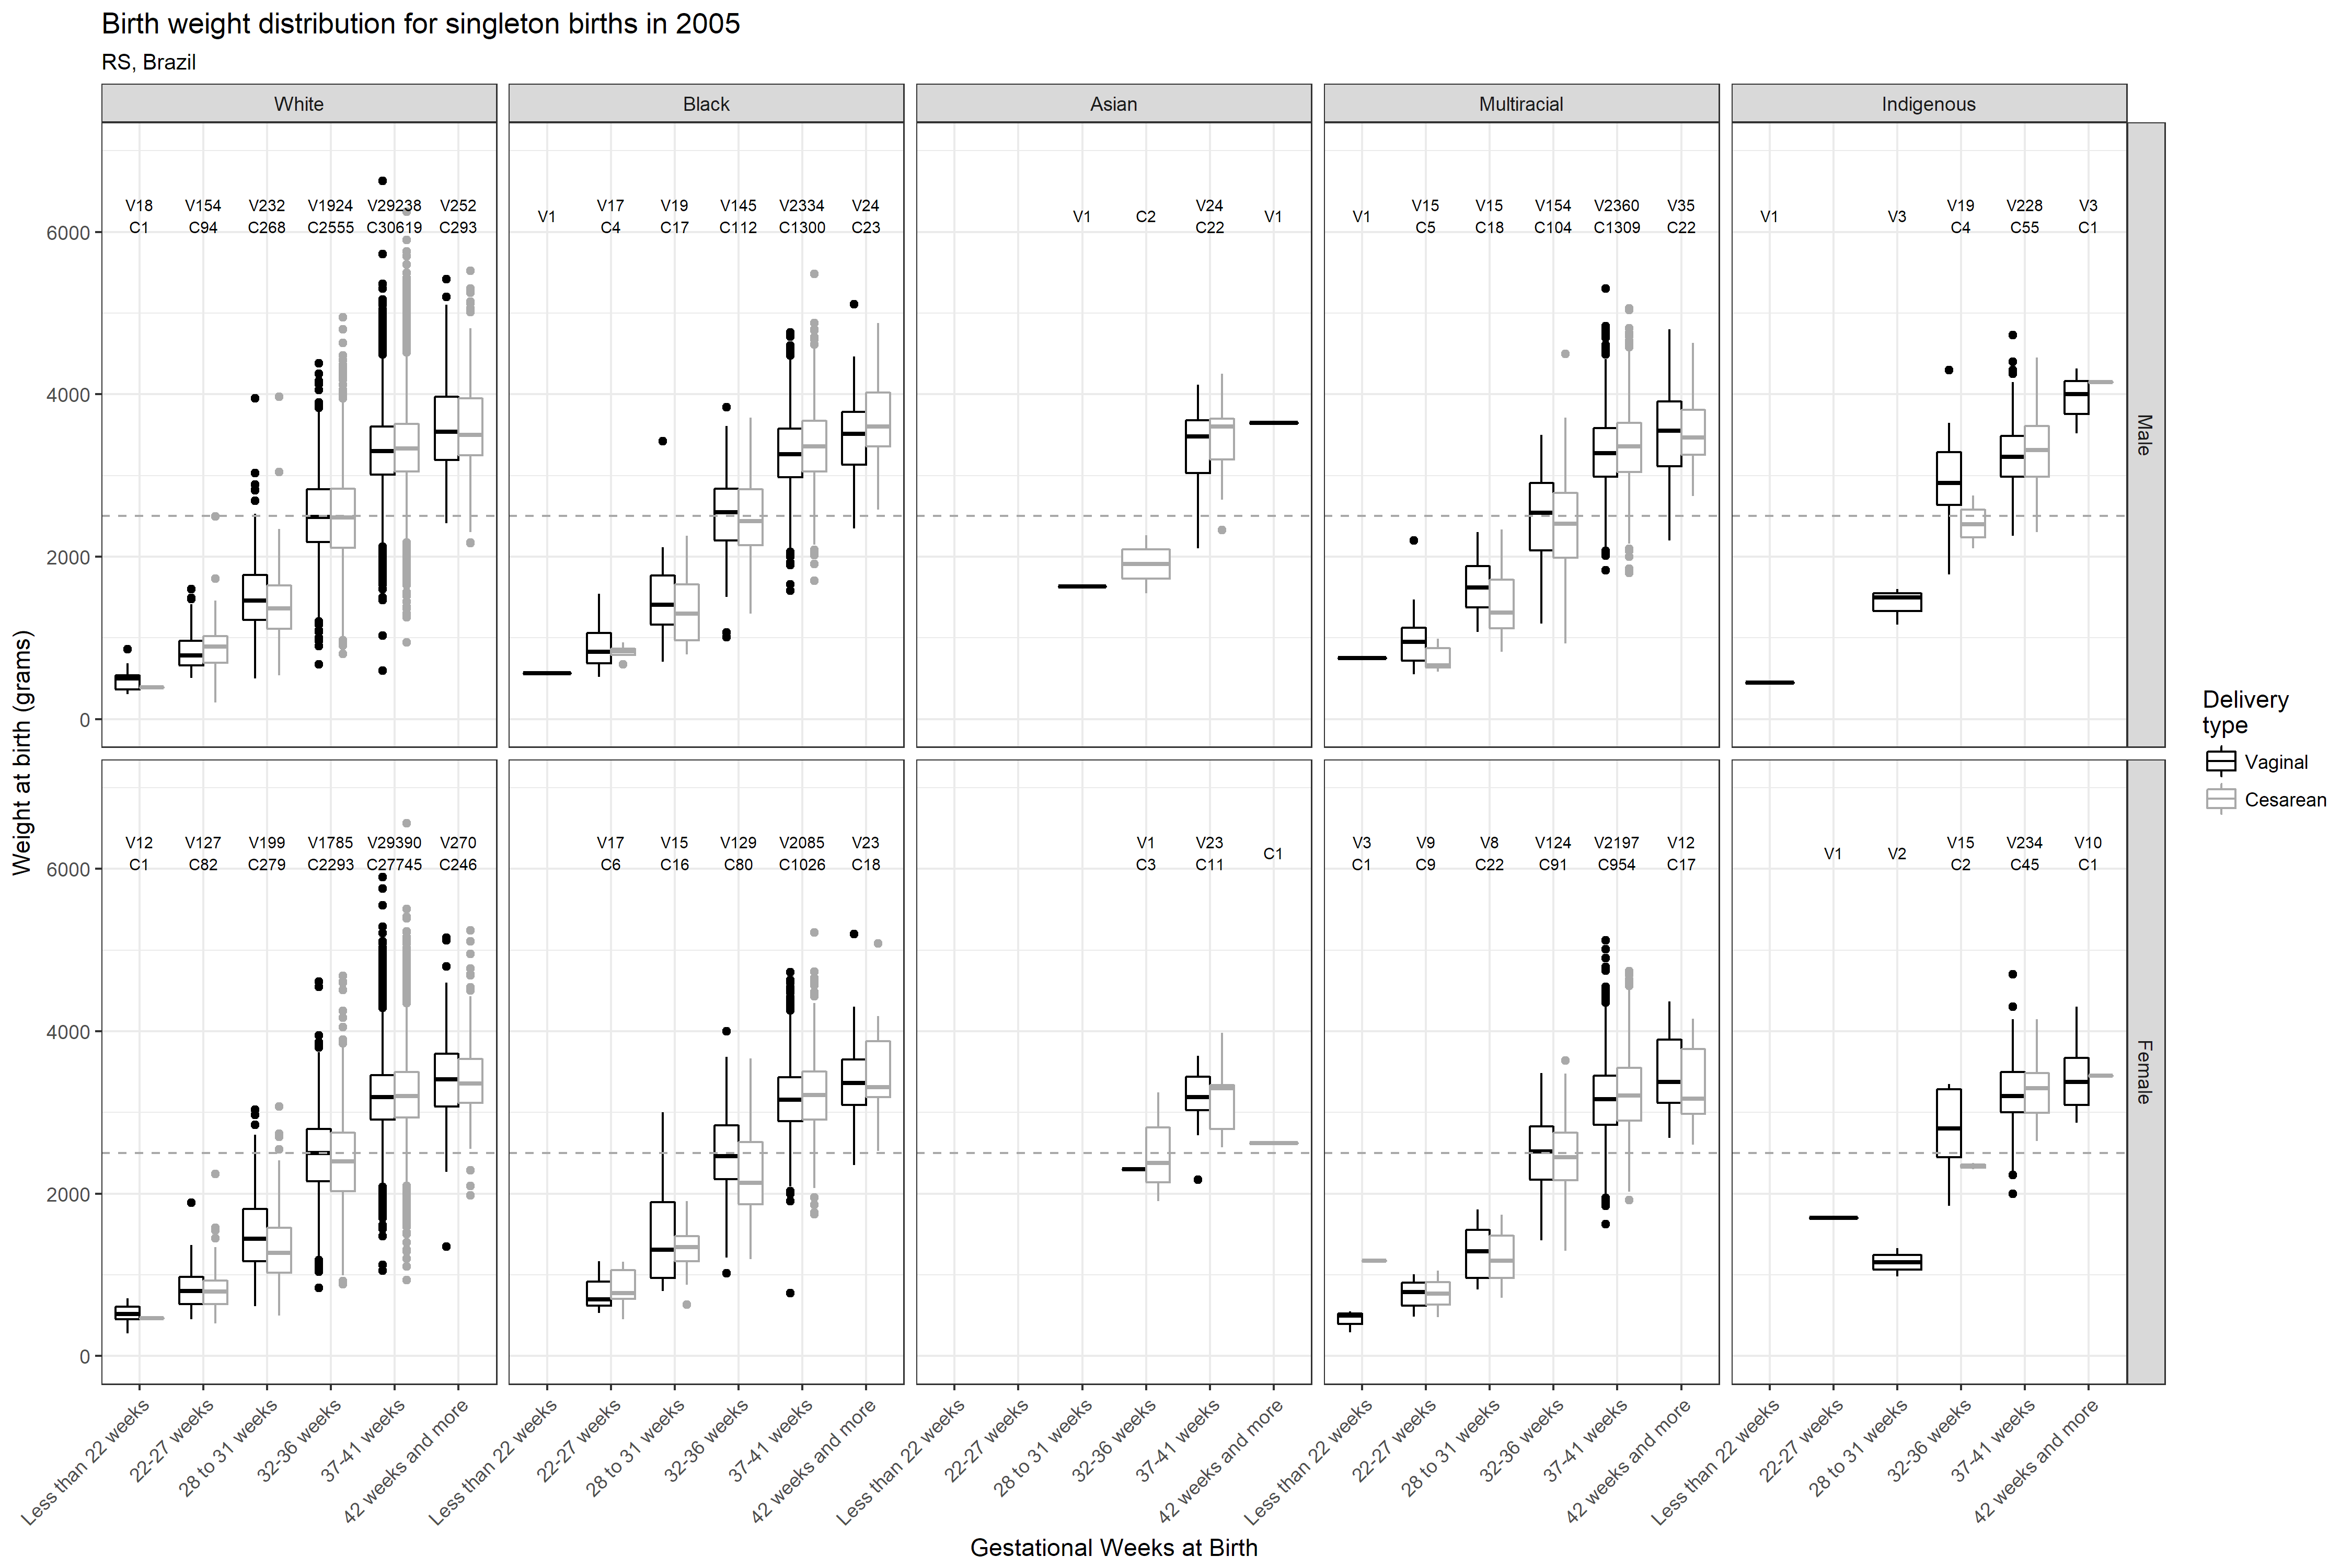 Birth weight distribution for singleton births in 2005
RS, Brazil
White Black Asian Multiracial Indigenous
V18 V154 V232 V1924 V29238 V252 V1 V17 V19 V145 V2334 V24 V1 C2 V24 V1 V1 V15 V15 V154 V2360 V35 V1 V3 V19 V228 V3
C1 C94 C268 C2555 C30619 C293 C4 C17 C112 C1300 C23 C22 C5 C18 C104 C1309 C22 C4 C55 C1
6000
4000
2000
0
Male
V12 V127 V199 V1785 V29390 V270 V17 V15 V129 V2085 V23 V1 V23 C1 V3 V9 V8 V124 V2197 V12 V1 V2 V15 V234 V10
C1 C82 C279 C2293 C27745 C246 C6 C16 C80 C1026 C18 C3 C11 C1 C9 C22 C91 C954 C17 C2 C45 C1
6000
4000
2000
0
Female
Weight at birth (grams)
Less than 22 weeks
22-27 weeks
28 to 31 weeks
32-36 weeks
37-41 weeks
42 weeks and more
Less than 22 weeks
22-27 weeks
28 to 31 weeks
32-36 weeks
37-41 weeks
42 weeks and more
Less than 22 weeks
22-27 weeks
28 to 31 weeks
32-36 weeks
37-41 weeks
42 weeks and more
Less than 22 weeks
22-27 weeks
28 to 31 weeks
32-36 weeks
37-41 weeks
42 weeks and more
Less than 22 weeks
22-27 weeks
28 to 31 weeks
32-36 weeks
37-41 weeks
42 weeks and more
Gestational Weeks at Birth
Delivery
type
Vaginal
Cesarean